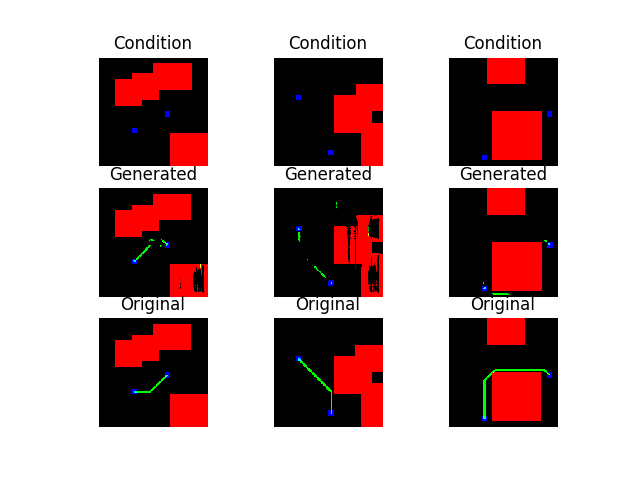 Condition Condition Condition
Generated Generated Generated
Original Original Original